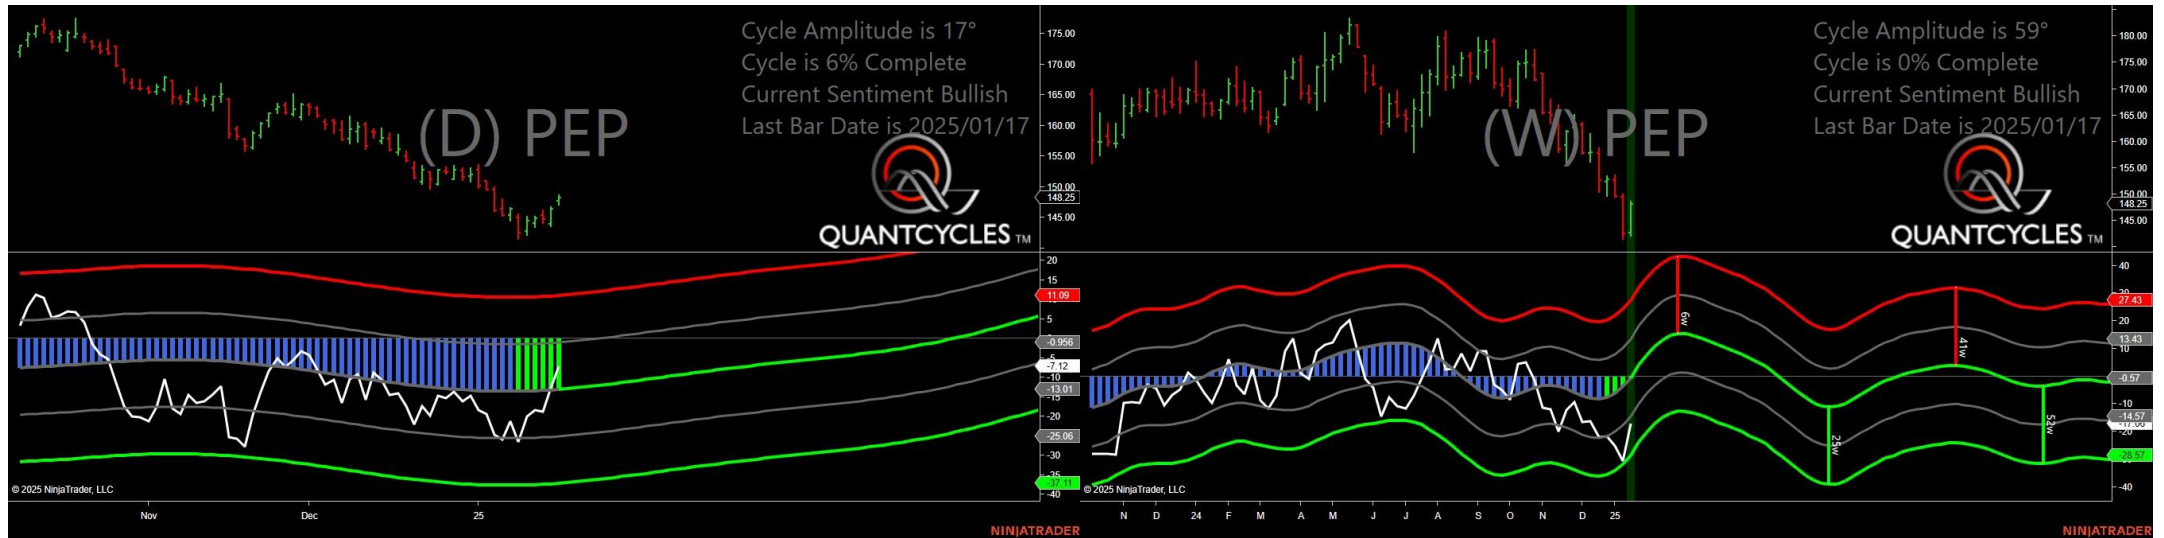 Cycle Amplitude is 17°
Cycle is 6% Complete
Current Sentiment Bullish
Last Bar Date is 2025/01/17
(D) PEP
QUANTCYCLES TM
175.00
170.00
165.00
160.00
155.00
150.00
148.25
145.00
20
15
11.09
5
-0.956
-5
-7.12
-10
-13.01
-15
-20
-25.06
-30
-35
-37.11
-40
© 2025 NinjaTrader, LLC
Nov
Dec
25
NINJATRADER
Cycle Amplitude is 59°
Cycle is 0% Complete
Current Sentiment Bullish
Last Bar Date is 2025/01/17
(W) PEP
QUANTCYCLES TM
180.00
175.00
170.00
165.00
160.00
155.00
150.00
148.25
145.00
40
30
27.43
20
13.43
10
-0.57
-10
-14.57
-17.06
-20
-28.57
-40
6w
25w
41w
52w
© 2025 NinjaTrader, LLC
N
D
24
F
M
A
M
J
J
A
S
O
N
D
25
NINJATRADER